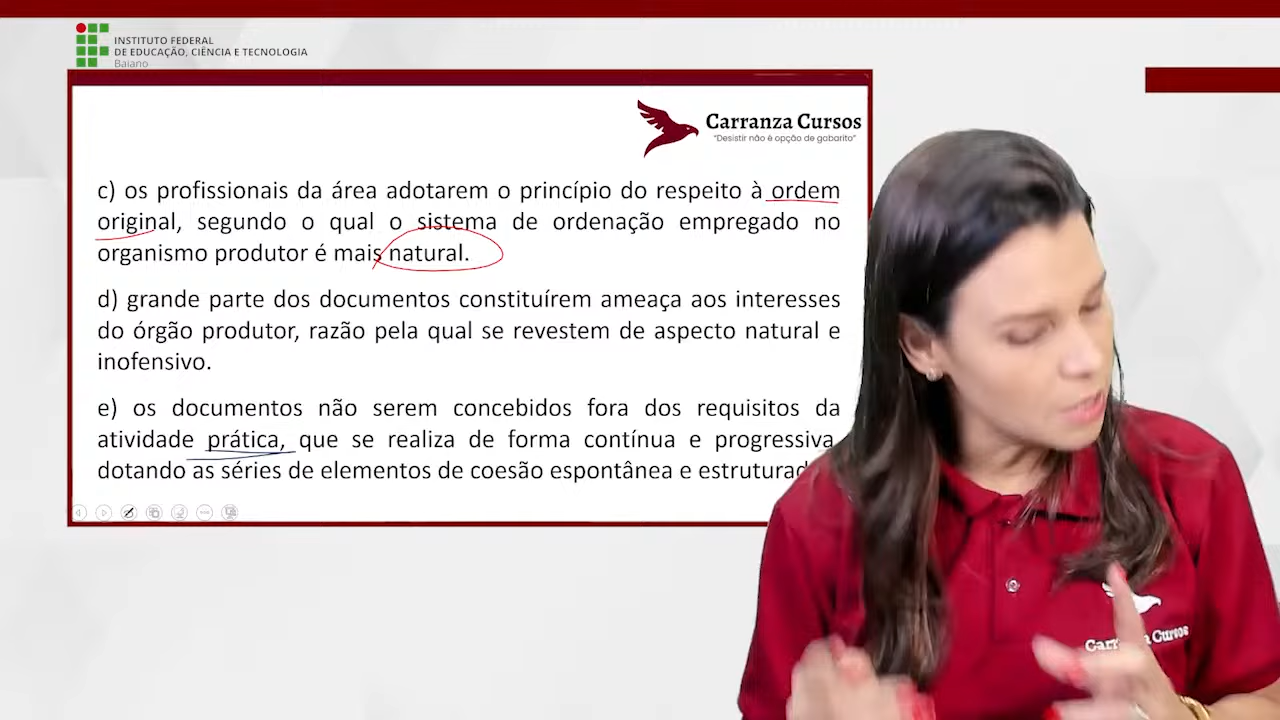 INSTITUTO FEDERAL
DE EDUCAÇÃO, CIÊNCIA E TECNOLOGIA
Baiano
Carranza Cursos
"Desistir não é opção de gabarito"
c) os profissionais da área adotarem o princípio do respeito à ordem
original, segundo o qual o sistema de ordenação empregado no
organismo produtor é mais natural.
d) grande parte dos documentos constituírem ameaça aos interesses
do órgão produtor, razão pela qual se revestem de aspecto natural e
inofensivo.
e) os documentos não serem concebidos fora dos requisitos da
atividade prática, que se realiza de forma contínua e progressiva,
dotando as séries de elementos de coesão espontânea e
Cursos